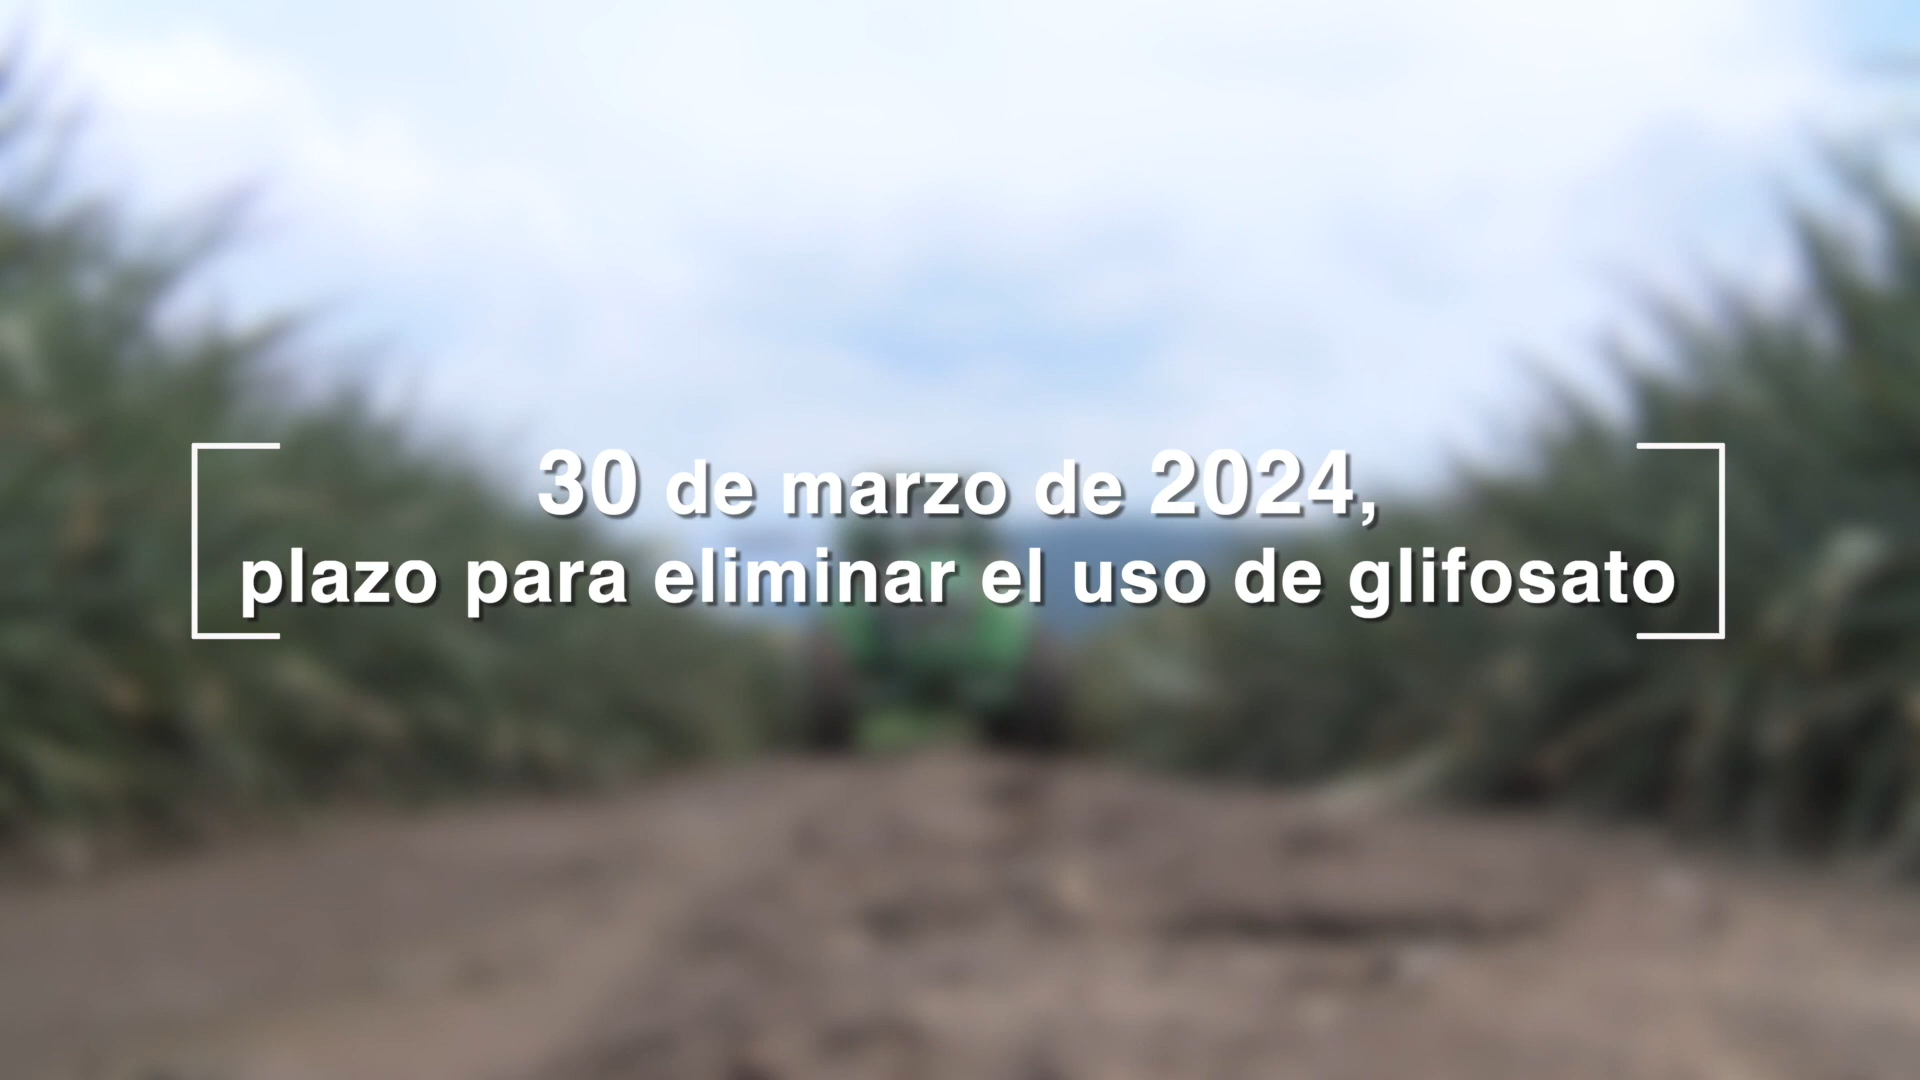 30 de marzo de 2024,
plazo para eliminar el uso de glifosato